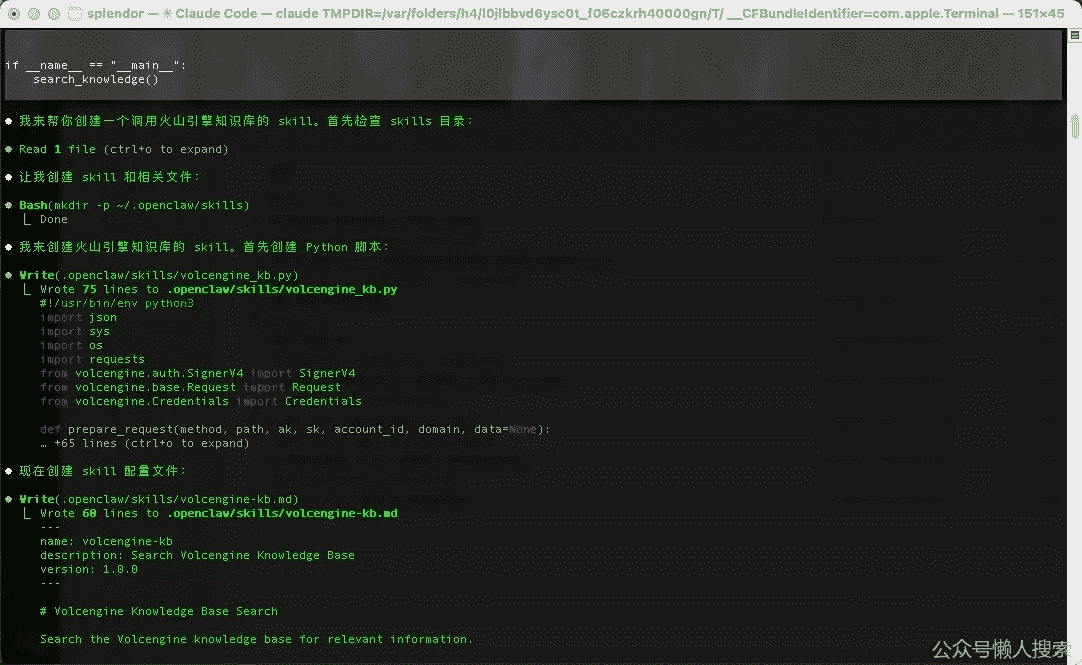 splendor — ✳ Claude Code — claude TMPDIR=/var/folders/h4/l0jlbbvd6ysc0t_f06czkrh40000gn/T/ __CFBundleIdentifier=com.apple.Terminal — 151×45
if __name__ == "__main__":
    search_knowledge()
● 我来帮你创建一个调用火山引擎知识库的 skill。首先检查 skills 目录：
● Read 1 file (ctrl+o to expand)
● 让我创建 skill 和相关文件：
● Bash(mkdir -p ~/.openclaw/skills)
  ⎿ Done
● 我来创建火山引擎知识库的 skill。首先创建 Python 脚本：
● Write(.openclaw/skills/volcengine_kb.py)
  ⎿ Wrote 75 lines to .openclaw/skills/volcengine_kb.py
    #!/usr/bin/env python3
    import json
    import sys
    import os
    import requests
    from volcengine.auth.SignerV4 import SignerV4
    from volcengine.base.Request import Request
    from volcengine.Credentials import Credentials
    def prepare_request(method, path, ak, sk, account_id, domain, data=None):
    … +65 lines (ctrl+o to expand)
● 现在创建 skill 配置文件：
● Write(.openclaw/skills/volcengine-kb.md)
  ⎿ Wrote 60 lines to .openclaw/skills/volcengine-kb.md
    ---
    name: volcengine-kb
    description: Search Volcengine Knowledge Base
    version: 1.0.0
    ---
    # Volcengine Knowledge Base Search
    Search the Volcengine knowledge base for relevant information.
公众号懒人搜索